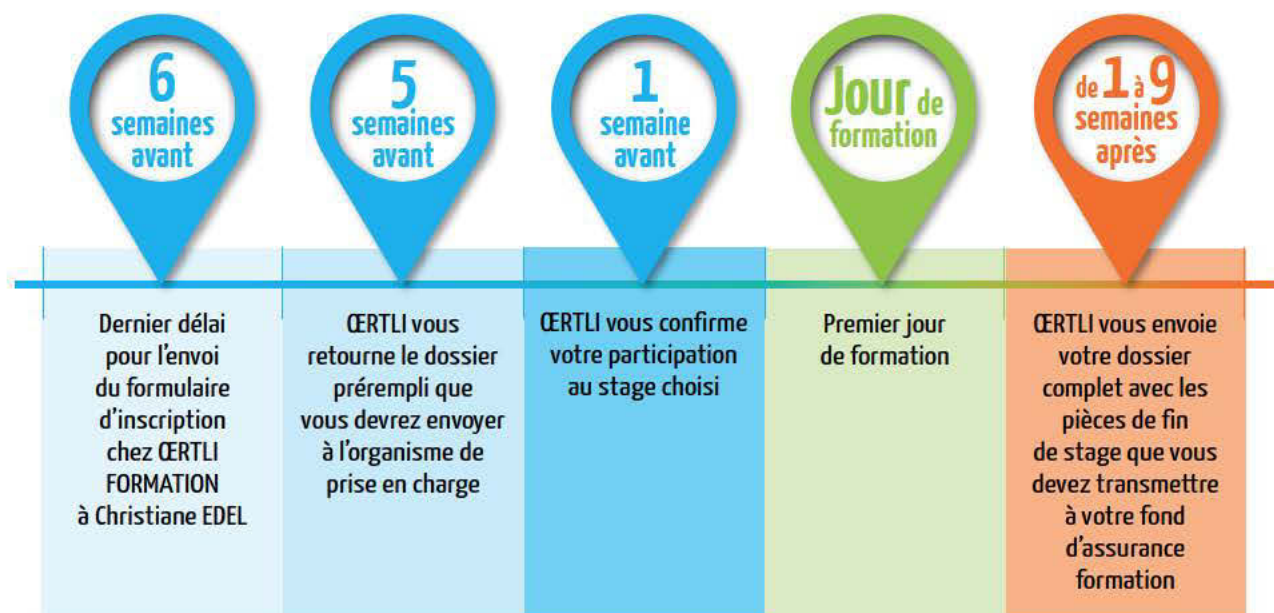 6
semaines
avant
5
semaines
avant
1
semaine
avant
Jour de
formation
de 1 à 9
semaines
après
Dernier délai
pour l'envoi
du formulaire
d'inscription
chez ŒRTLI
FORMATION
à Christiane EDEL
ŒRTLI vous
retourne le dossier
prérempli que
vous devrez envoyer
à l'organisme de
prise en charge
ŒRTLI vous confirme
votre participation
au stage choisi
Premier jour
de formation
ŒRTLI vous envoie
votre dossier
complet avec les
pièces de fin
de stage que vous
devez transmettre
à votre fond
d'assurance
formation